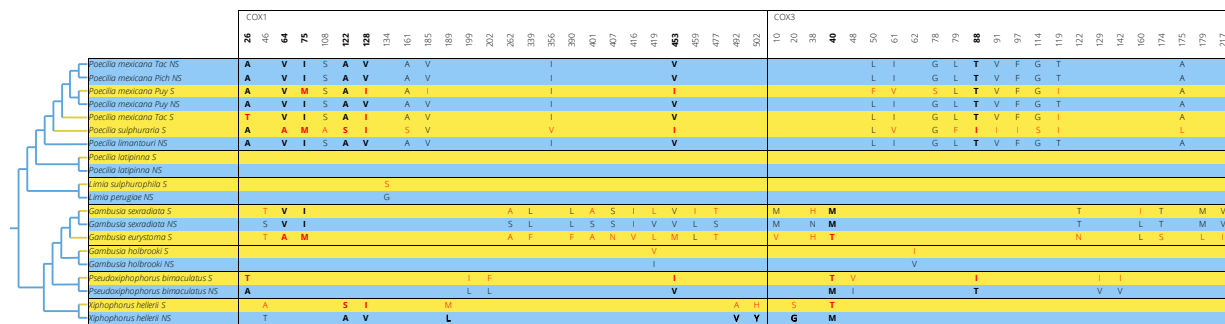 COX1 COX3
26 46 64 75 108 122 128 134 161 185 189 199 202 262 339 356 390 401 407 416 419 453 459 477 492 502 10 20 38 40 48 50 61 62 78 79 88 91 97 114 119 122 129 142 160 174 175 179 217
Poecilia mexicana Tac NS A V I S A V A V I V L I G L T V F G T A
Poecilia mexicana Pich NS A V I S A V A V I V L I G L T V F G T A
Poecilia mexicana Puy S A V M S A I A I I I F V S L T V F G I A
Poecilia mexicana Puy NS A V I S A V A V I V L I G L T V F G T A
Poecilia mexicana Tac S T V I S A I A V I V L I G L T V F G I A
Poecilia sulphuraria S A A M A S I S V V I L V G F I I I S I L
Poecilia limantouri NS A V I S A V A V I V L I G L T V F G T A
Poecilia latipinna S
Poecilia latipinna NS
Limia sulphurophila S S
Limia perugiae NS G
Gambusia sexradiata S T V I A L L A S I L V I T M H M T I T M V
Gambusia sexradiata NS S V I S L L S S I V V L S M N M T L T M V
Gambusia eurystoma S T A M A F F A N V L M L T V H T N L S L I
Gambusia holbrooki S V I
Gambusia holbrooki NS I V
Pseudoxiphophorus bimaculatus S T I F I T V I I I
Pseudoxiphophorus bimaculatus NS A L L V M I T V V
Xiphophorus hellerii S A S I M A H S T
Xiphophorus hellerii NS T A V L V Y G M